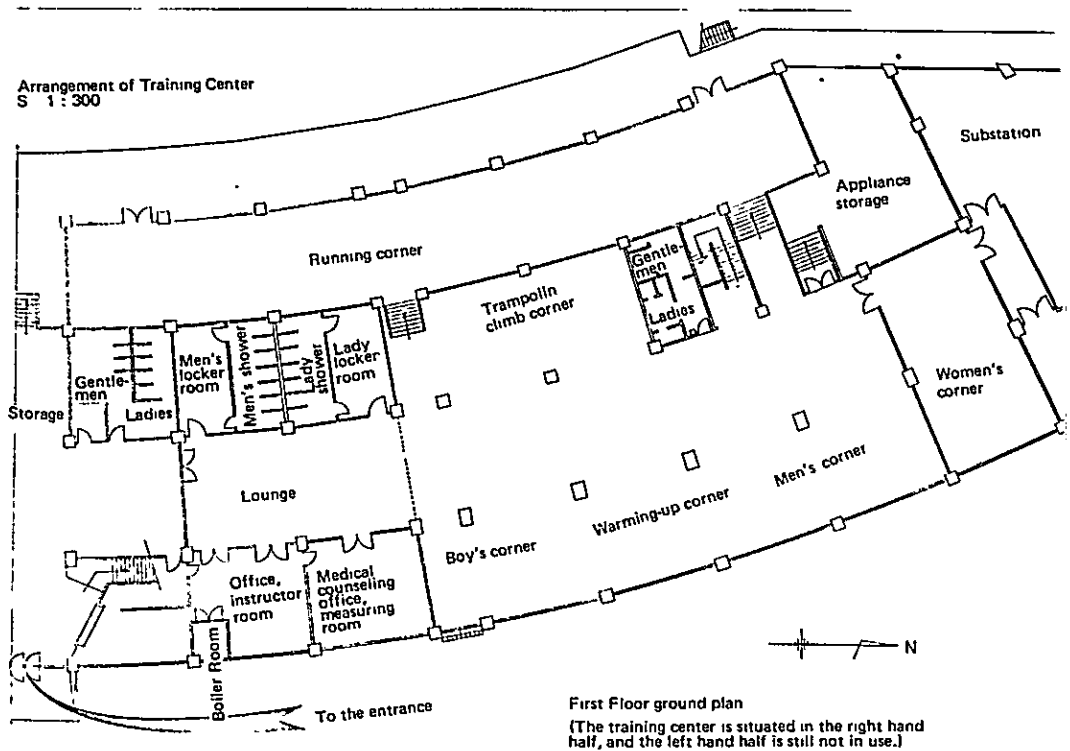 Arrangement of Training Center
S 1 : 300
Substation
Appliance
storage
Running corner
Gentle-
men
Ladies
Trampolin
climb corner
Men's
locker
room
Men's shower
Lady
shower
Lady
locker
room
Gentle-
men
Ladies
Storage
Women's
corner
Lounge
Men's corner
Warming-up corner
Boy's corner
Office,
instructor
room
Medical
counseling
office,
measuring
room
Boiler Room
N
To the entrance
First Floor ground plan
(The training center is situated in the right hand
half, and the left hand half is still not in use.)